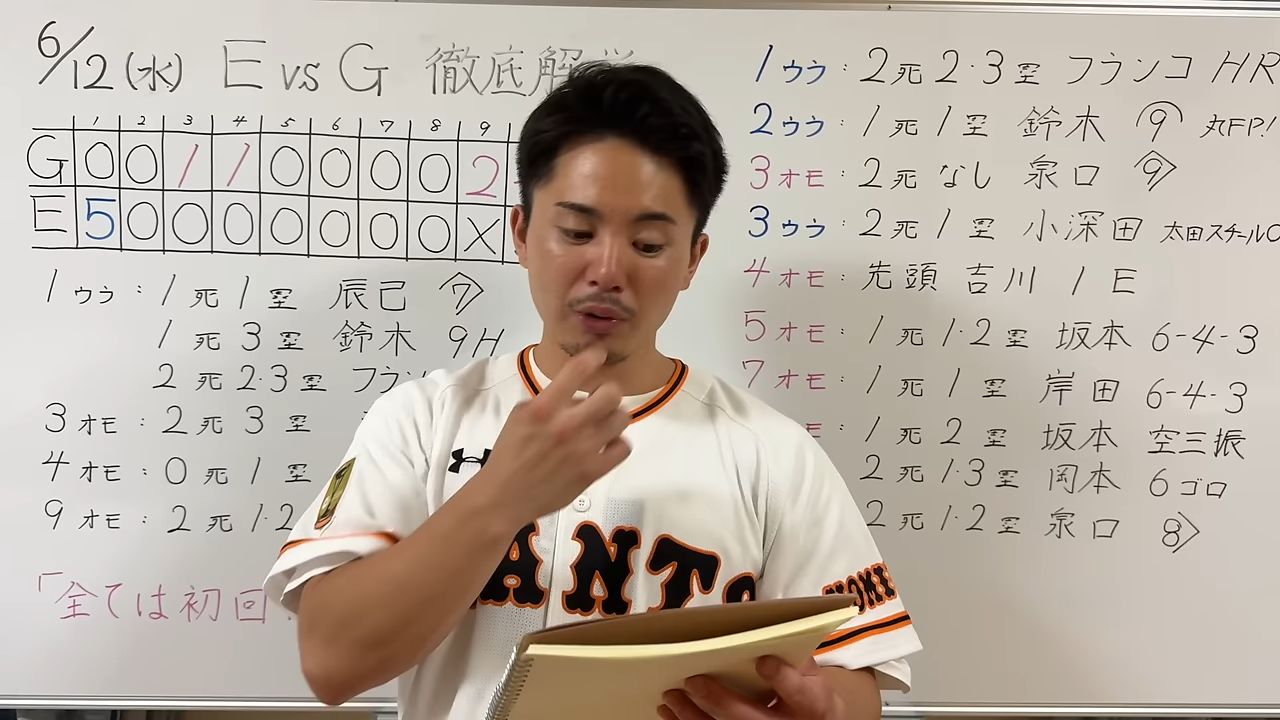 6/12(水) E vs G 徹底解
1 2 3 4 5 6 7 8 9
G 0 0 1 1 0 0 0 0 2
E 5 0 0 0 0 0 0 0 X
1ウラ:1死1塁 辰己 7
1死3塁 鈴木 9H
2死2・3塁 フラン
3オモ:2死3塁
4オモ:0死1塁
9オモ:2死1・2
「全ては初回
1ウラ:2死2・3塁 フランコ HR
2ウラ:1死1塁 鈴木 9 丸FP!
3オモ:2死なし 泉口 9
3ウラ:2死1塁 小深田 太田スチール
4オモ:先頭 吉川 1E
5オモ:1死1・2塁 坂本 6-4-3
7オモ:1死1塁 岸田 6-4-3
1死2塁 坂本 空三振
2死1・3塁 岡本 6ゴロ
2死1・2塁 泉口 8
ANT